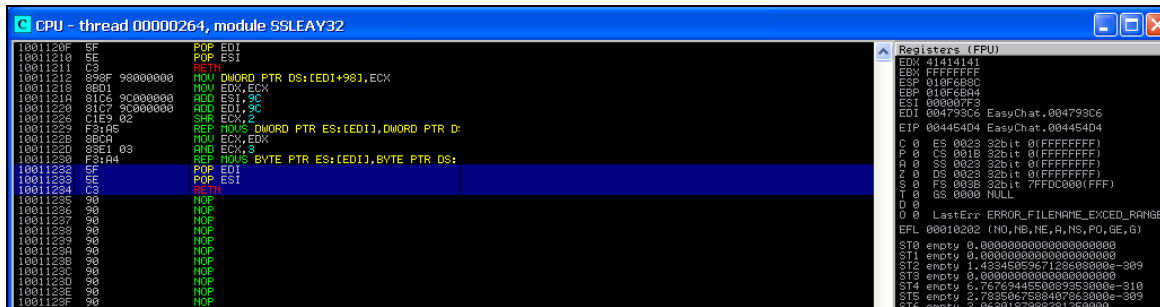 CPU - thread 00000264, module SSLEAY32
1001120F 5F POP EDI
10011210 5E POP ESI
10011211 C3 RETN
10011212 898F 98000000 MOV DWORD PTR DS:[EDI+98],ECX
10011218 8BD1 MOV EDX,ECX
1001121A 81C6 9C000000 ADD ESI,9C
10011220 81C7 9C000000 ADD EDI,9C
10011226 C1E9 02 SHR ECX,2
10011229 F3:A5 REP MOVS DWORD PTR ES:[EDI],DWORD PTR D
1001122B 8BCA MOV ECX,EDX
1001122D 83E1 03 AND ECX,3
10011230 F3:A4 REP MOVS BYTE PTR ES:[EDI],BYTE PTR DS:
10011232 5F POP EDI
10011233 5E POP ESI
10011234 C3 RETN
10011235 90 NOP
10011236 90 NOP
10011237 90 NOP
10011238 90 NOP
10011239 90 NOP
1001123A 90 NOP
1001123B 90 NOP
1001123C 90 NOP
1001123D 90 NOP
1001123E 90 NOP
1001123F 90 NOP
Registers (FPU)
EDX 41414141
EBX FFFFFFFF
ESP 010F6B8C
EBP 010F6BA4
ESI 000007F3
EDI 004793C6 EasyChat.004793C6
EIP 004454D4 EasyChat.004454D4
C 0 ES 0023 32bit 0(FFFFFFFF)
P 0 CS 001B 32bit 0(FFFFFFFF)
A 0 SS 0023 32bit 0(FFFFFFFF)
Z 0 DS 0023 32bit 0(FFFFFFFF)
S 0 FS 003B 32bit 7FFDC000(FFF)
T 0 GS 0000 NULL
D 0
O 0 LastErr ERROR_FILENAME_EXCED_RANGE
EFL 00010202 (NO,NB,NE,A,NS,PO,GE,G)
ST0 empty 0.0000000000000000000
ST1 empty 0.0000000000000000000
ST2 empty 1.4334505967128608000e-309
ST3 empty 0.0000000000000000000
ST4 empty 6.7676944550089353000e-310
ST5 empty 2.7835067588407863000e-309